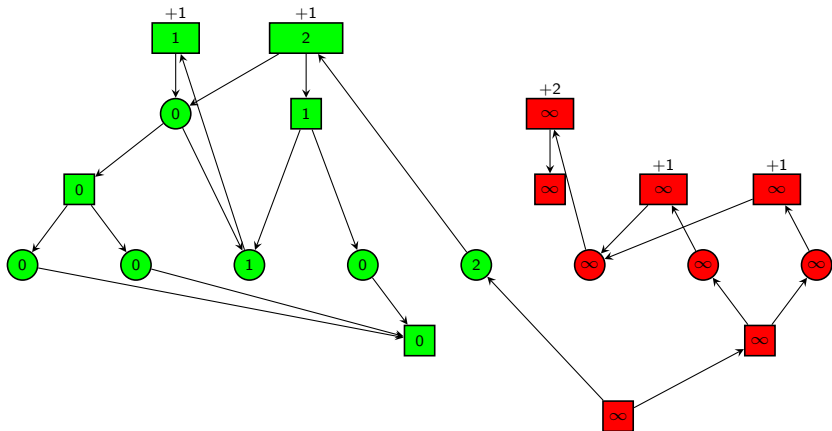 +1 +1
1 2
+2
0 1 ∞
+1 +1
0 ∞ ∞ ∞
0 0 1 0 2 ∞ ∞ ∞
0 ∞
∞